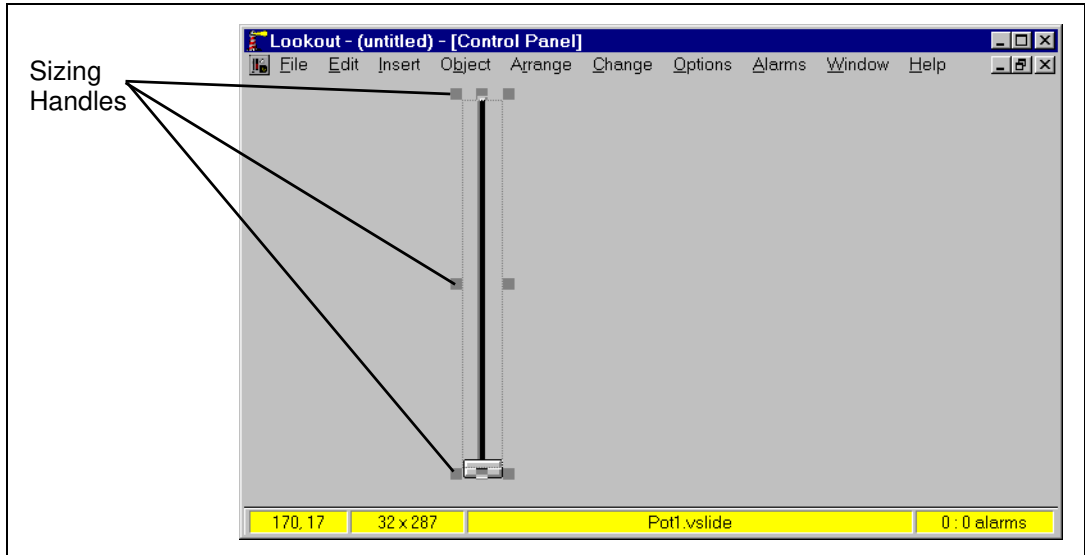 Lookout - (untitled) - [Control Panel]
File Edit Insert Object Arrange Change Options Alarms Window Help
Sizing
Handles
170, 17 32 x 287 Pot1.vslide 0 : 0 alarms